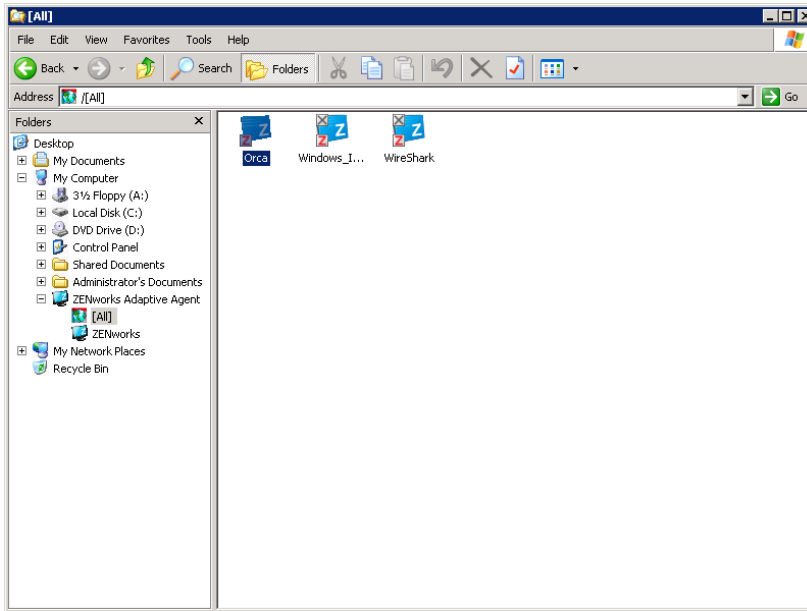 [All]
File Edit View Favorites Tools Help
Back Search Folders
Address /[All] Go
Folders
Desktop
My Documents
My Computer
3½ Floppy (A:)
Local Disk (C:)
DVD Drive (D:)
Control Panel
Shared Documents
Administrator's Documents
ZENworks Adaptive Agent
[All]
ZENworks
My Network Places
Recycle Bin
Orca Windows_I... WireShark